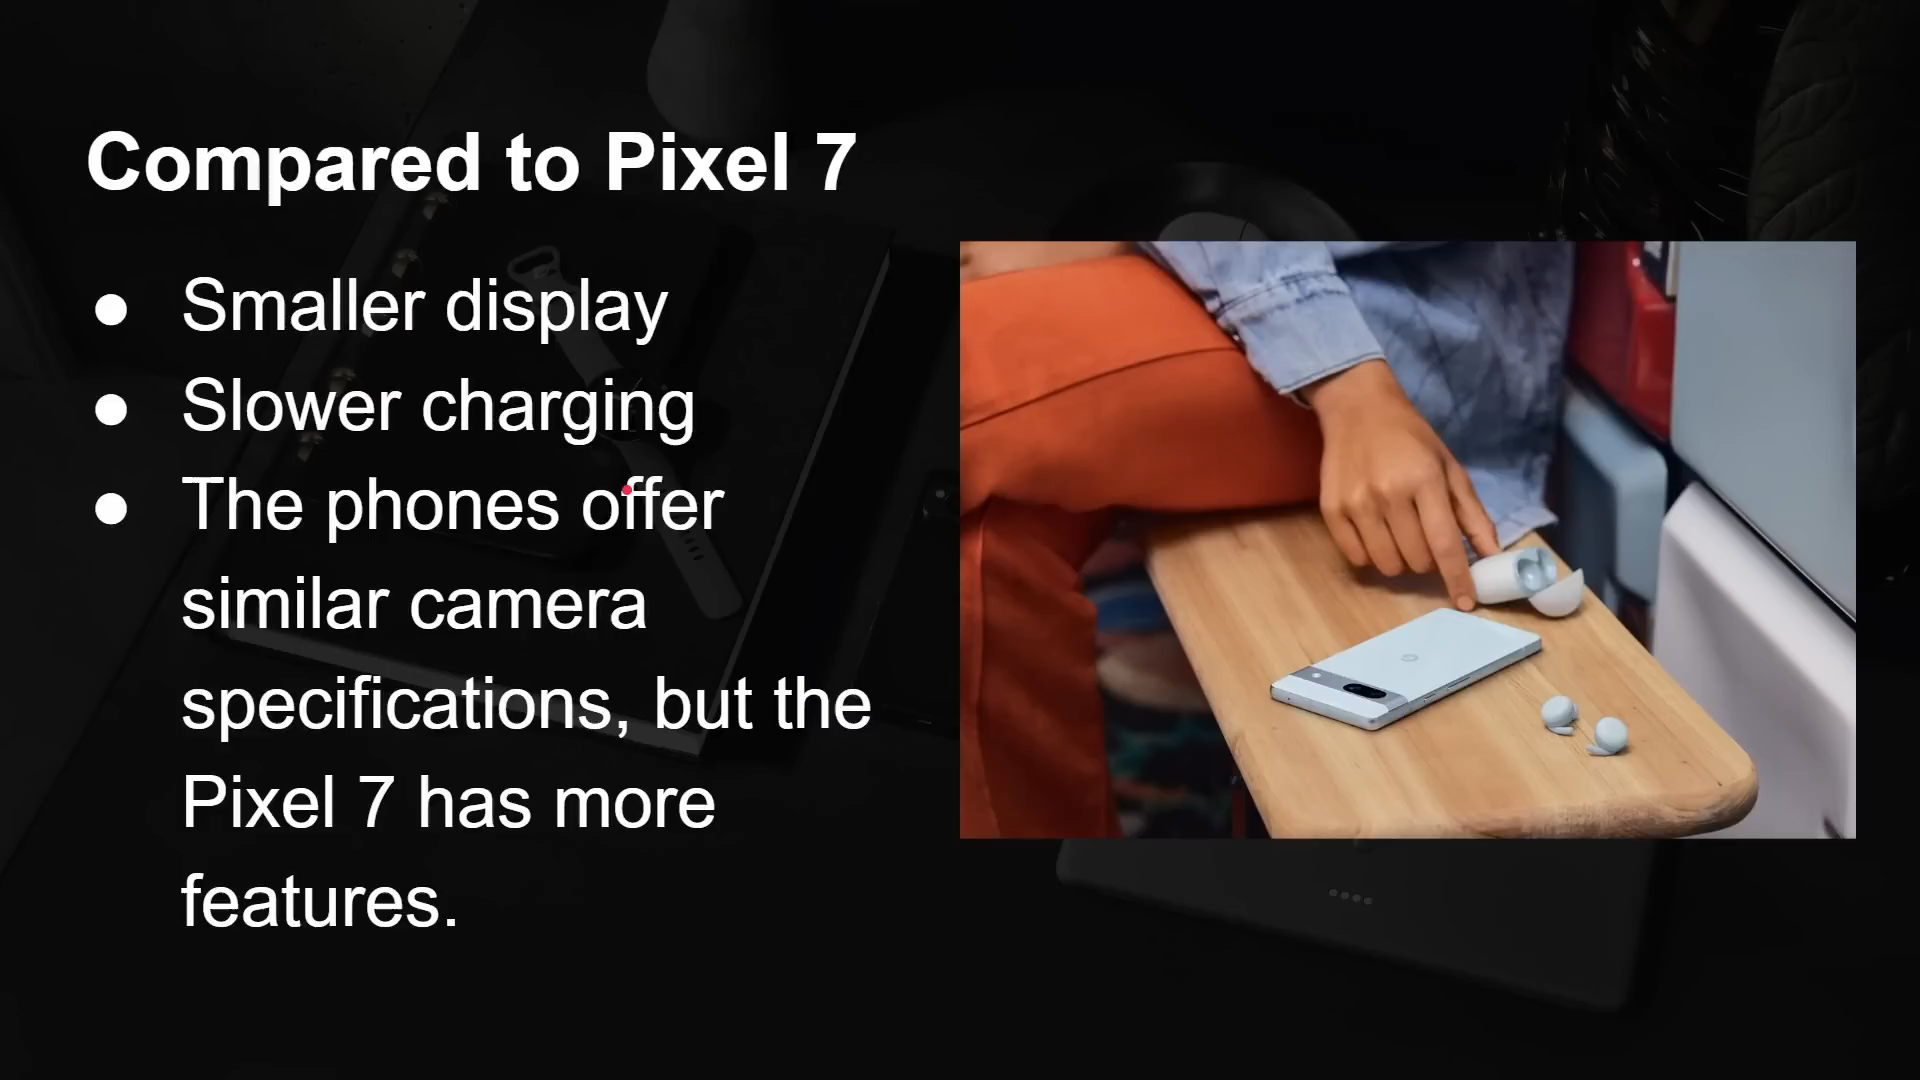 Compared to Pixel 7
● Smaller display
● Slower charging
● The phones offer
similar camera
specifications, but the
Pixel 7 has more
features.